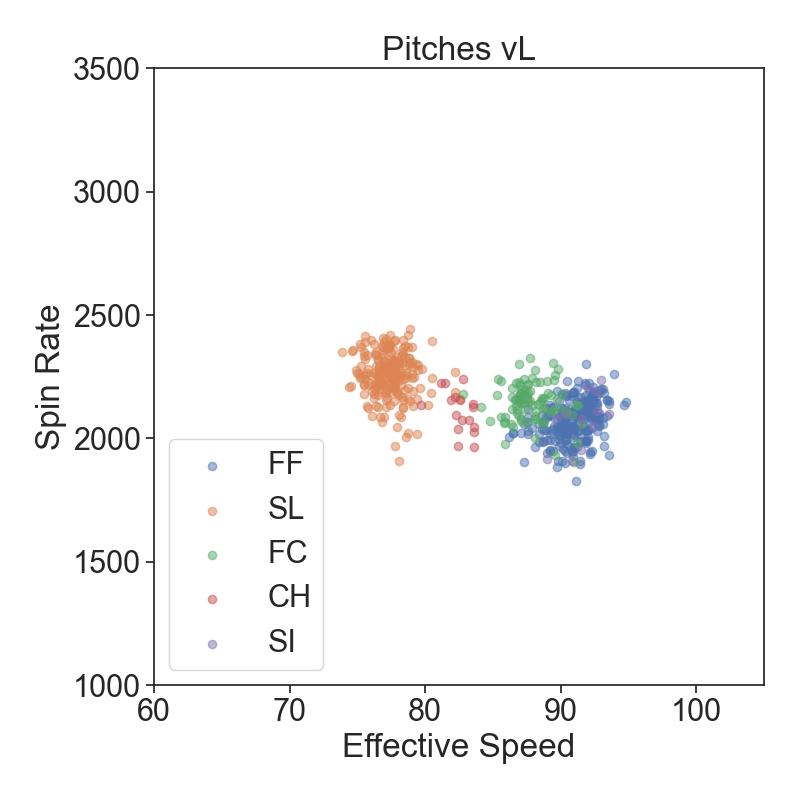 Pitches vL
3500
3000
2500
2000
1500
1000
Spin Rate
FF
SL
FC
CH
SI
60 70 80 90 100
Effective Speed